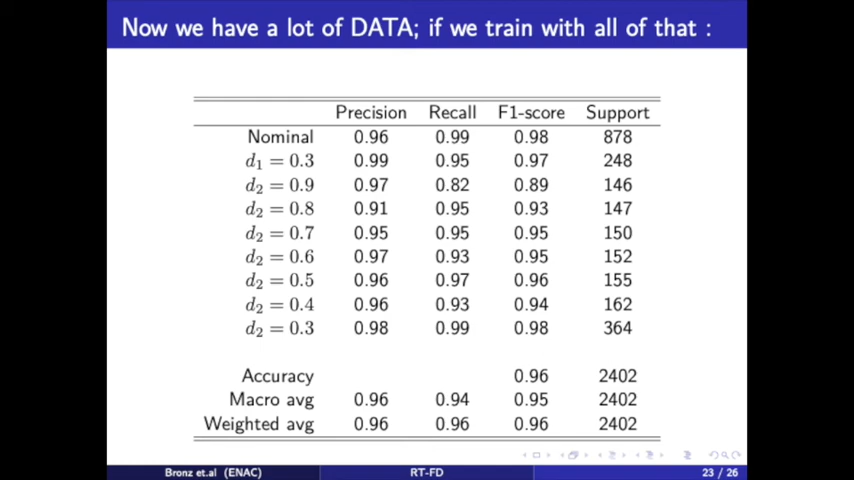 Now we have a lot of DATA; if we train with all of that :
Precision Recall F1-score Support
Nominal 0.96 0.99 0.98 878
d₁ = 0.3 0.99 0.95 0.97 248
d₂ = 0.9 0.97 0.82 0.89 146
d₂ = 0.8 0.91 0.95 0.93 147
d₂ = 0.7 0.95 0.95 0.95 150
d₂ = 0.6 0.97 0.93 0.95 152
d₂ = 0.5 0.96 0.97 0.96 155
d₂ = 0.4 0.96 0.93 0.94 162
d₂ = 0.3 0.98 0.99 0.98 364
Accuracy 0.96 2402
Macro avg 0.96 0.94 0.95 2402
Weighted avg 0.96 0.96 0.96 2402
Bronz et.al (ENAC) RT-FD 23 / 26